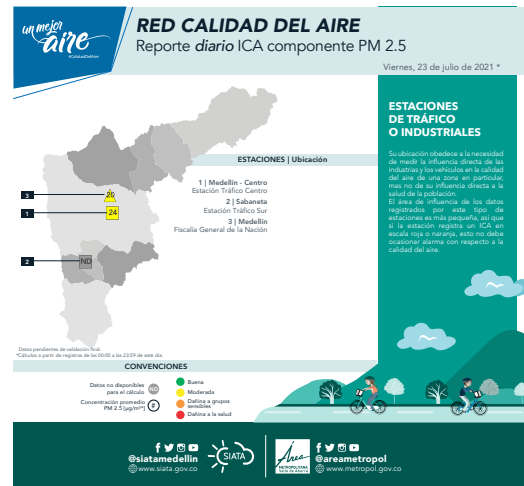 un mejor
aire
#CalidadDelAire
RED CALIDAD DEL AIRE
Reporte diario ICA componente PM 2.5
Viernes, 23 de julio de 2021 *
ESTACIONES
DE TRÁFICO
O INDUSTRIALES
Su ubicación obedece a la necesidad
de medir la influencia directa de las
industrias y los vehículos en la calidad
del aire de una zona en particular,
mas no de su influencia directa a la
salud de la población.
El área de influencia de los datos
registrados por este tipo de
estaciones es más pequeña, así que
si la estación registra un ICA en
escala roja o naranja, esto no debe
ocasionar alarma con respecto a la
calidad del aire.
ESTACIONES | Ubicación
1 | Medellín - Centro
Estación Tráfico Centro
2 | Sabaneta
Estación Tráfico Sur
3 | Medellín
Fiscalia General de la Nación
3
20
1
24
2
ND
Datos pendientes de validación final.
*Cálculos a partir de registros de las 00:00 a las 23:59 de este día.
CONVENCIONES
Datos no disponibles
para el cálculo
ND
Concentración promedio
PM 2.5 (µg/m³*)
#
Buena
Moderada
Dañina a grupos
sensibles
Dañina a la salud
@siatamedellin
www.siata.gov.co
SIATA
Área
METROPOLITANA
Valle de Aburrá
@areametropol
www.metropol.gov.co